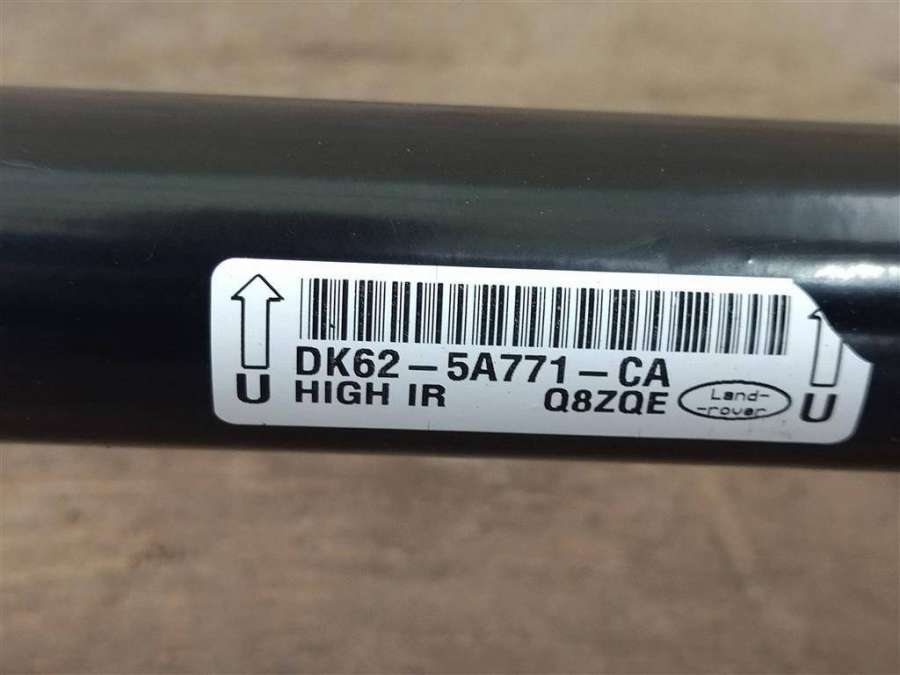 DK62-5A771-CA
HIGH IR Q8ZQE
Land-
-rover
U
U